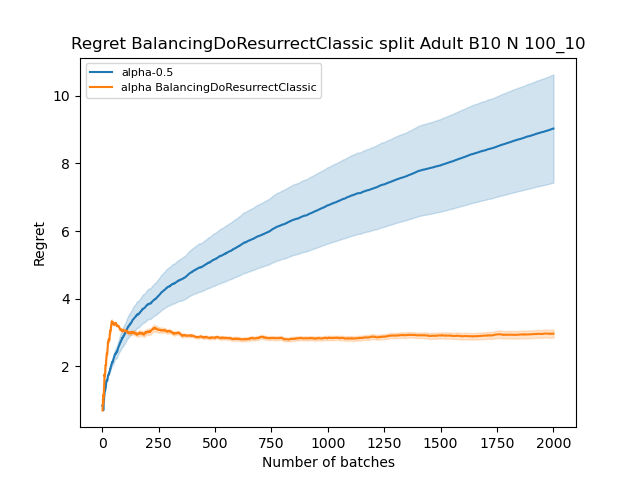 Regret BalancingDoResurrectClassic split Adult B10 N 100_10
alpha-0.5
alpha BalancingDoResurrectClassic
Regret
10
8
6
4
2
0 250 500 750 1000 1250 1500 1750 2000
Number of batches